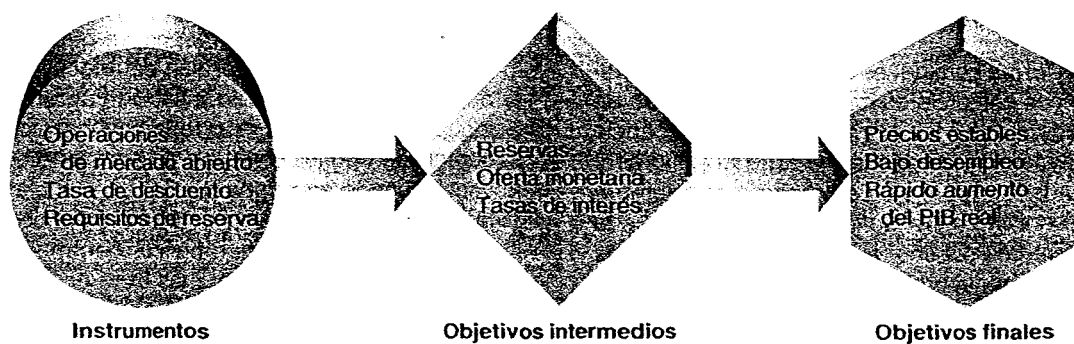 Operaciones
de mercado abierto
Tasa de descuento
Requisitos de reserva
Reservas
Oferta monetaria
Tasas de interés
Precios estables
Bajo desempleo
Rápido aumento
del PIB real
Instrumentos
Objetivos intermedios
Objetivos finales